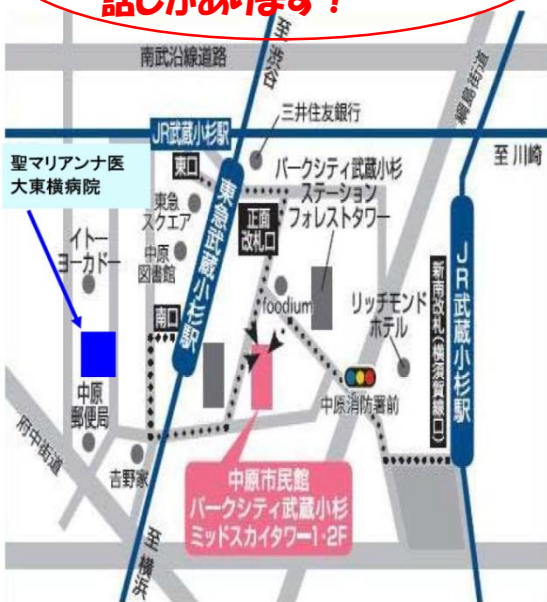 話しがあります！
至渋谷
南武沿線道路
綱島街道
三井住友銀行
JR武蔵小杉駅
至 川崎
聖マリアンナ医
大東横病院
東口
東急
スクエア
中原
図書館
東急武蔵小杉駅
正面
改札口
パークシティ武蔵小杉
ステーション
フォレストタワー
イトー
ヨーカドー
南口
foodium
リッチモンド
ホテル
新南改札(横須賀線口)
JR武蔵小杉駅
中原
郵便局
中原消防署前
府中街道
吉野家
中原市民館
パークシティ武蔵小杉
ミッドスカイタワー1・2F
至横浜